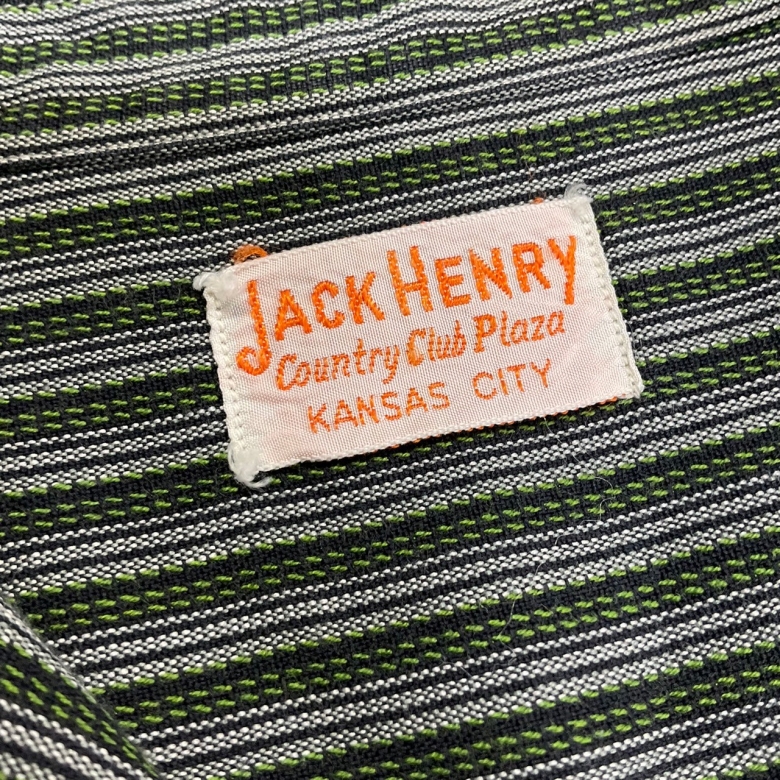 JACK HENRY
Country Club Plaza
KANSAS CITY